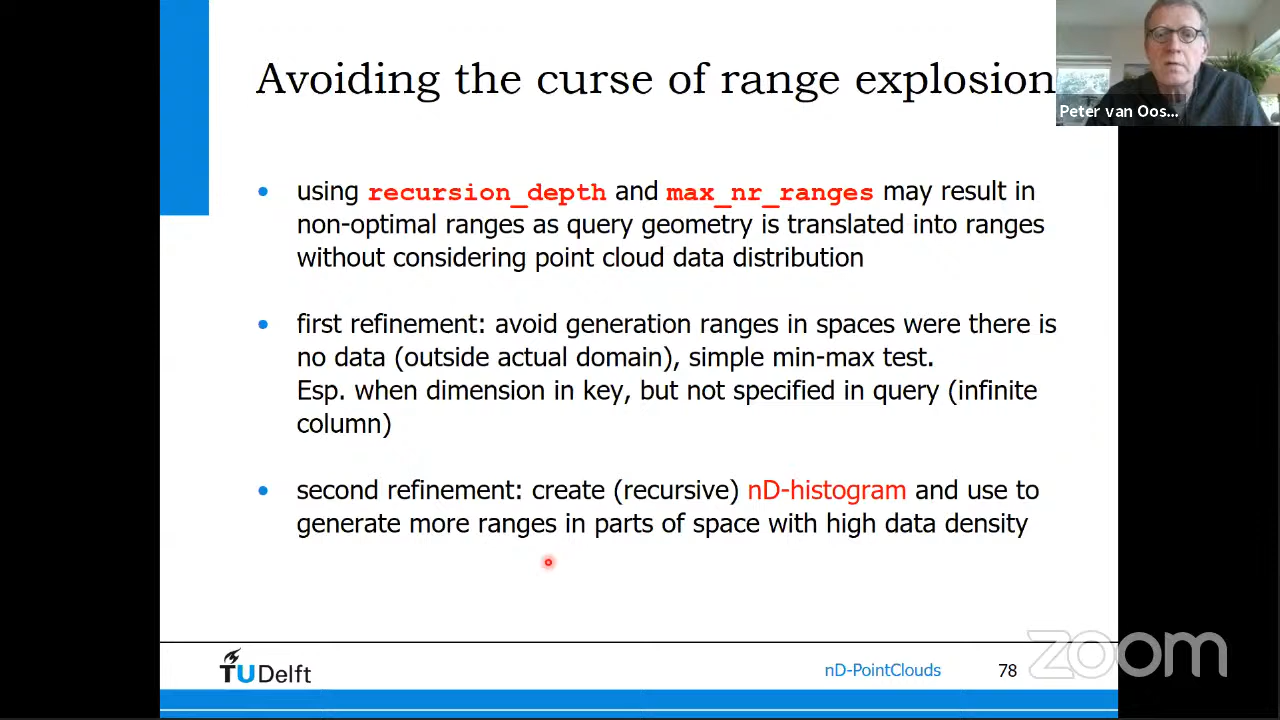 Avoiding the curse of range explosion
Peter van Oos...
• using recursion_depth and max_nr_ranges may result in
non-optimal ranges as query geometry is translated into ranges
without considering point cloud data distribution
• first refinement: avoid generation ranges in spaces were there is
no data (outside actual domain), simple min-max test.
Esp. when dimension in key, but not specified in query (infinite
column)
• second refinement: create (recursive) nD-histogram and use to
generate more ranges in parts of space with high data density
TUDelft
nD-PointClouds
78
zoom